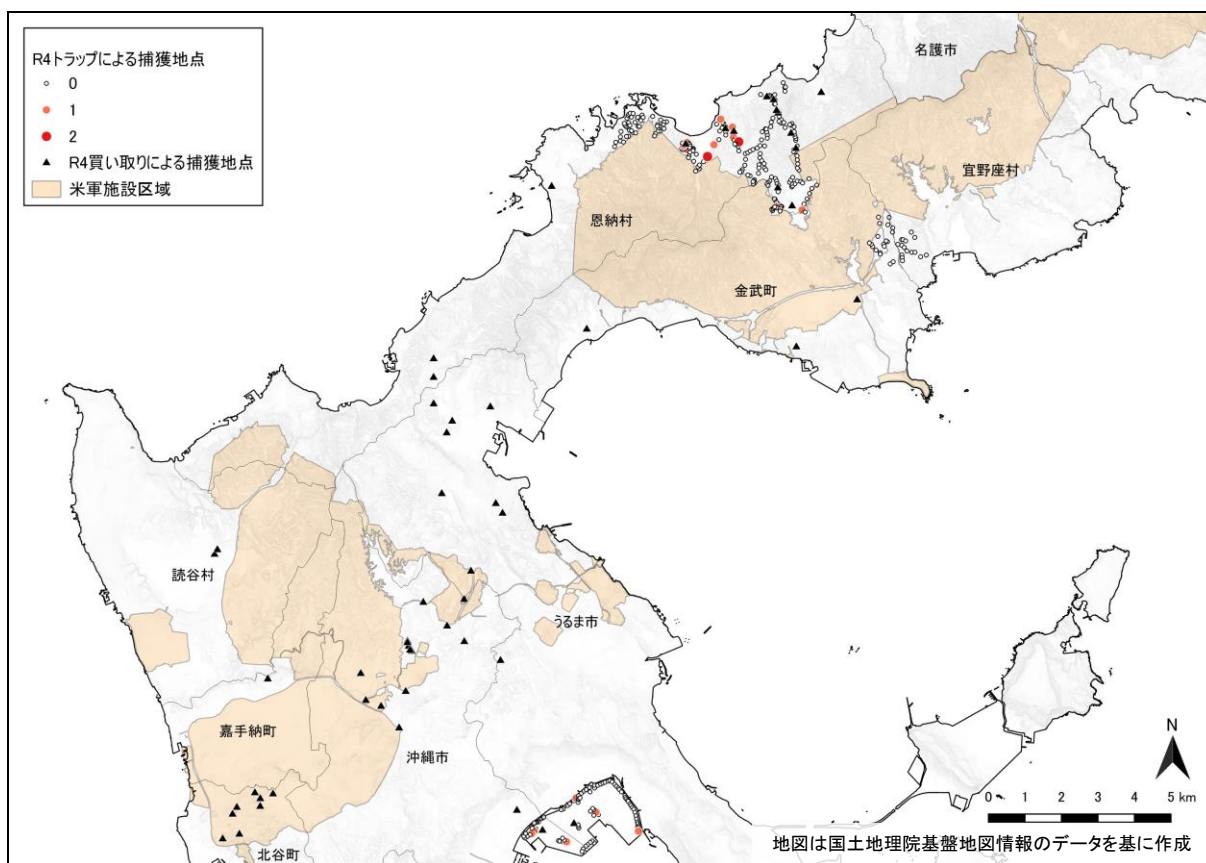 R4トラップによる捕獲地点
0
1
2
R4買い取りによる捕獲地点
米軍施設区域
名護市
宜野座村
恩納村
金武町
読谷村
うるま市
嘉手納町
沖縄市
北谷町
N
0 1 2 3 4 5 km
地図は国土地理院基盤地図情報のデータを基に作成